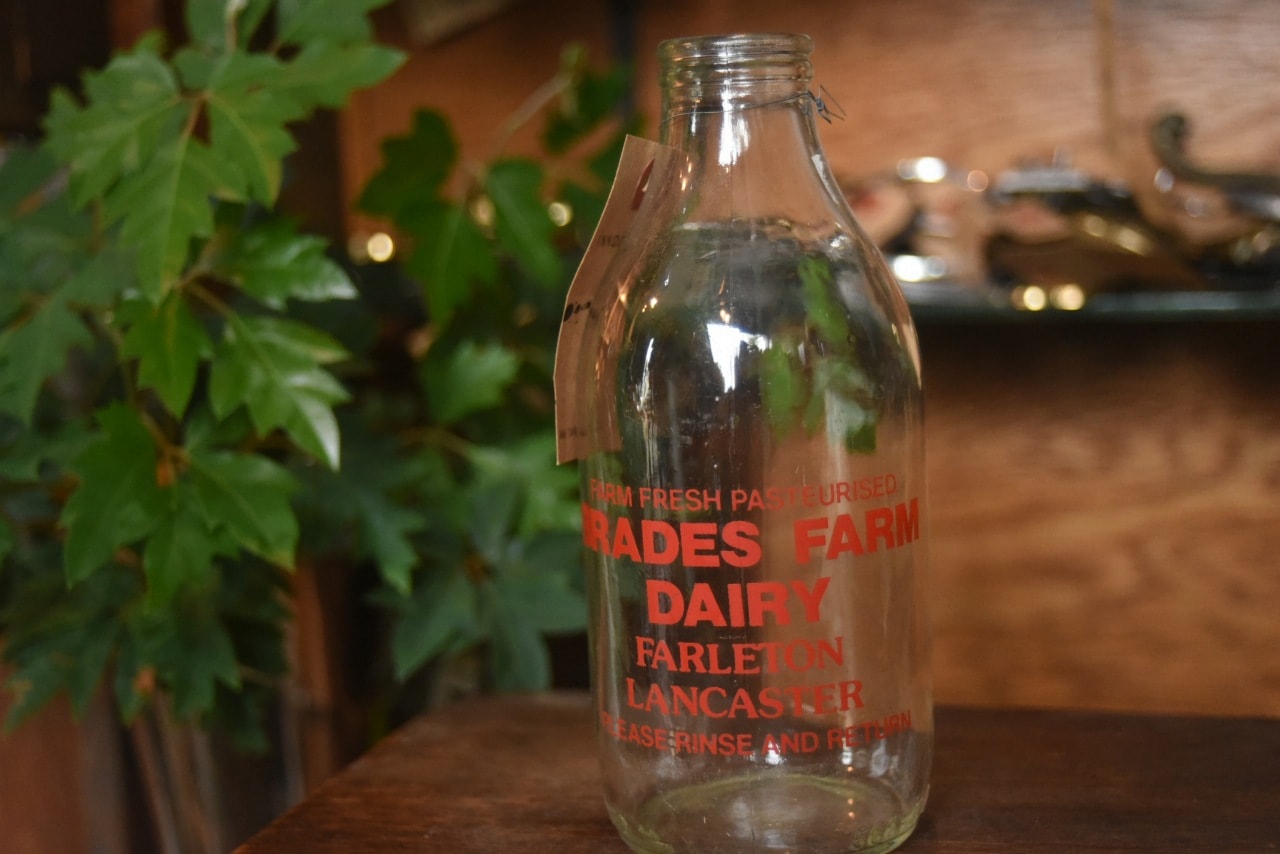 FARM FRESH PASTEURISED
RADES FARM
DAIRY
FARLETON
LANCASTER
PLEASE RINSE AND RETURN